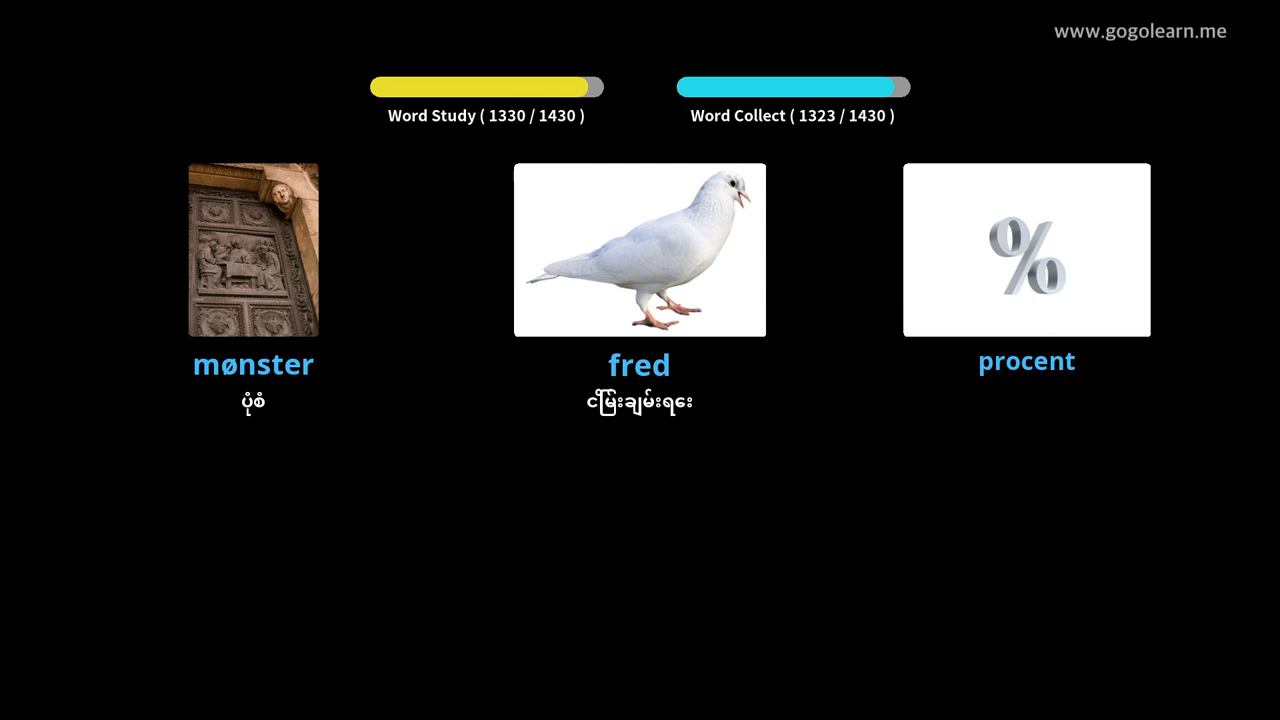 www.gogolearn.me
Word Study ( 1330 / 1430 )
Word Collect ( 1323 / 1430 )
mønster
fred
procent
ပုံစံ
ငြိမ်းချမ်းရေး
%